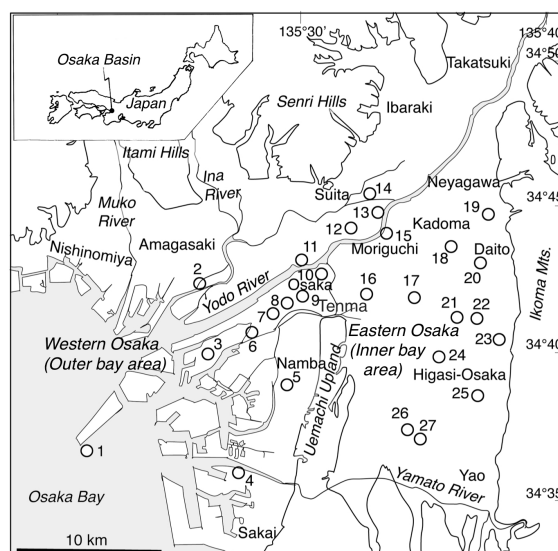 135°30'
135°40
34°50
Takatsuki
Osaka Basin
Japan
Senri Hills
Ibaraki
Itami Hills
Ina
River
Muko
River
Suita
14
Neyagawa
34°45
13
19
12
Kadoma
Nishinomiya
Amagasaki
15
Moriguchi
18
Daito
11
20
2
Yodo River
10
Osaka
16
17
Ikoma Mts.
8
9
Tenma
7
21
22
Western Osaka
(Outer bay
area)
6
Eastern Osaka
(Inner bay
area)
23
34°40
3
24
Namba
5
Higasi-Osaka
Uemachi Upland
25
26
27
1
4
Yamato River
Yao
Osaka Bay
34°35
Sakai
10 km